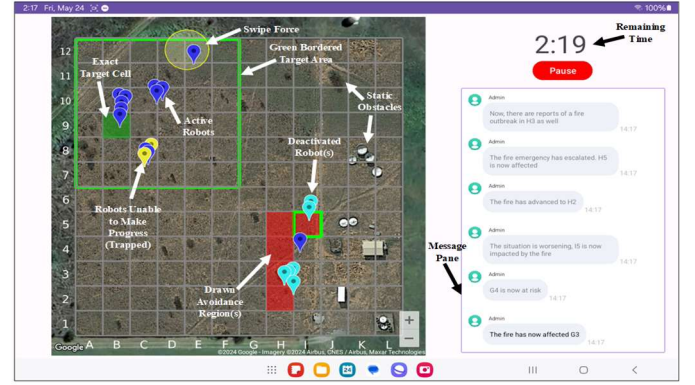 2:17 Fri, May 24
100%
Swipe Force
Green Bordered
Target Area
Exact
Target Cell
Active
Robots
Static
Obstacles
Deactivated
Robot(s)
Robots Unable
to Make
Progress
(Trapped)
Drawn
Avoidance
Region(s)
12
11
10
9
8
7
6
5
4
3
2
1
A B C D E F G H I J K L
+
−
Google
©2024 Google - Imagery ©2024 Airbus, CNES / Airbus, Maxar Technologies
2:19
Remaining
Time
Pause
Message
Pane
Admin
Now, there are reports of a fire
outbreak in H3 as well
14:17
Admin
The fire emergency has escalated. H5
is now affected
14:17
Admin
The fire has advanced to H2
14:17
Admin
The situation is worsening, I5 is now
impacted by the fire
14:17
Admin
G4 is now at risk
14:17
Admin
The fire has now affected G3
14:17
24